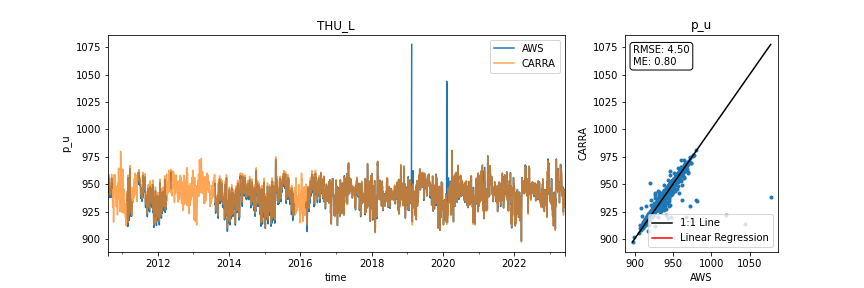 THU_L
p_u
1075
1050
1025
1000
975
950
925
900
2012
2014
2016
2018
2020
2022
time
AWS
CARRA
p_u
RMSE: 4.50
ME: 0.80
CARRA
1075
1050
1025
1000
975
950
925
900
900
950
1000
1050
AWS
1:1 Line
Linear Regression